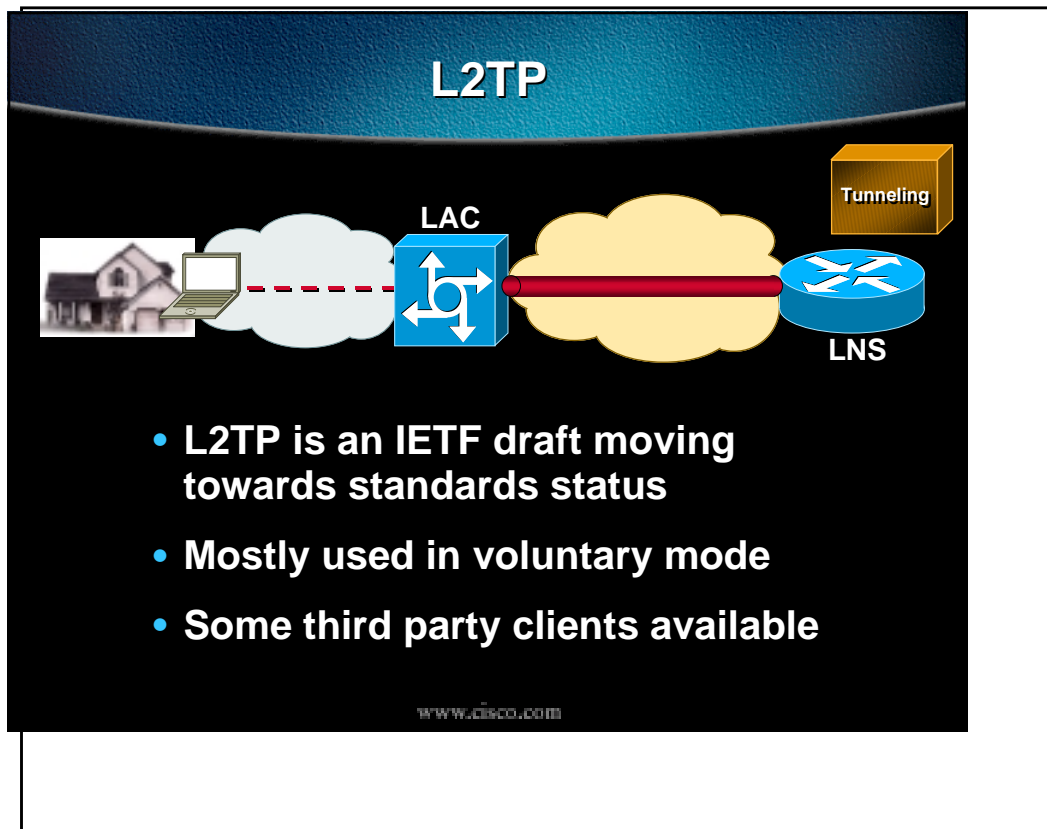 L2TP
Tunneling
LAC
LNS
• L2TP is an IETF draft moving
towards standards status
• Mostly used in voluntary mode
• Some third party clients available
www.cisco.com